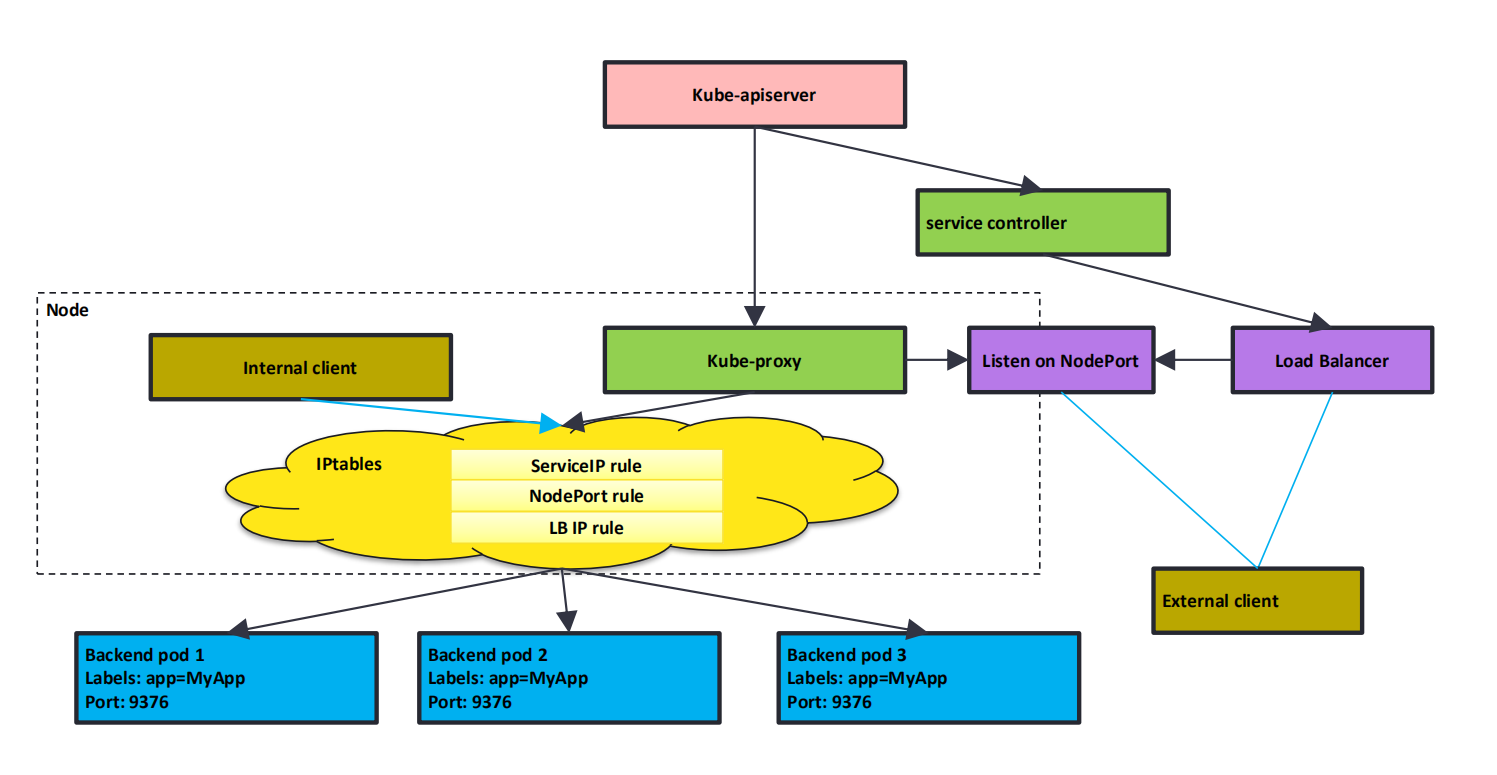 Kube-apiserver
service controller
Node
Internal client
Kube-proxy
Listen on NodePort
Load Balancer
IPtables
ServiceIP rule
NodePort rule
LB IP rule
External client
Backend pod 1
Labels: app=MyApp
Port: 9376
Backend pod 2
Labels: app=MyApp
Port: 9376
Backend pod 3
Labels: app=MyApp
Port: 9376